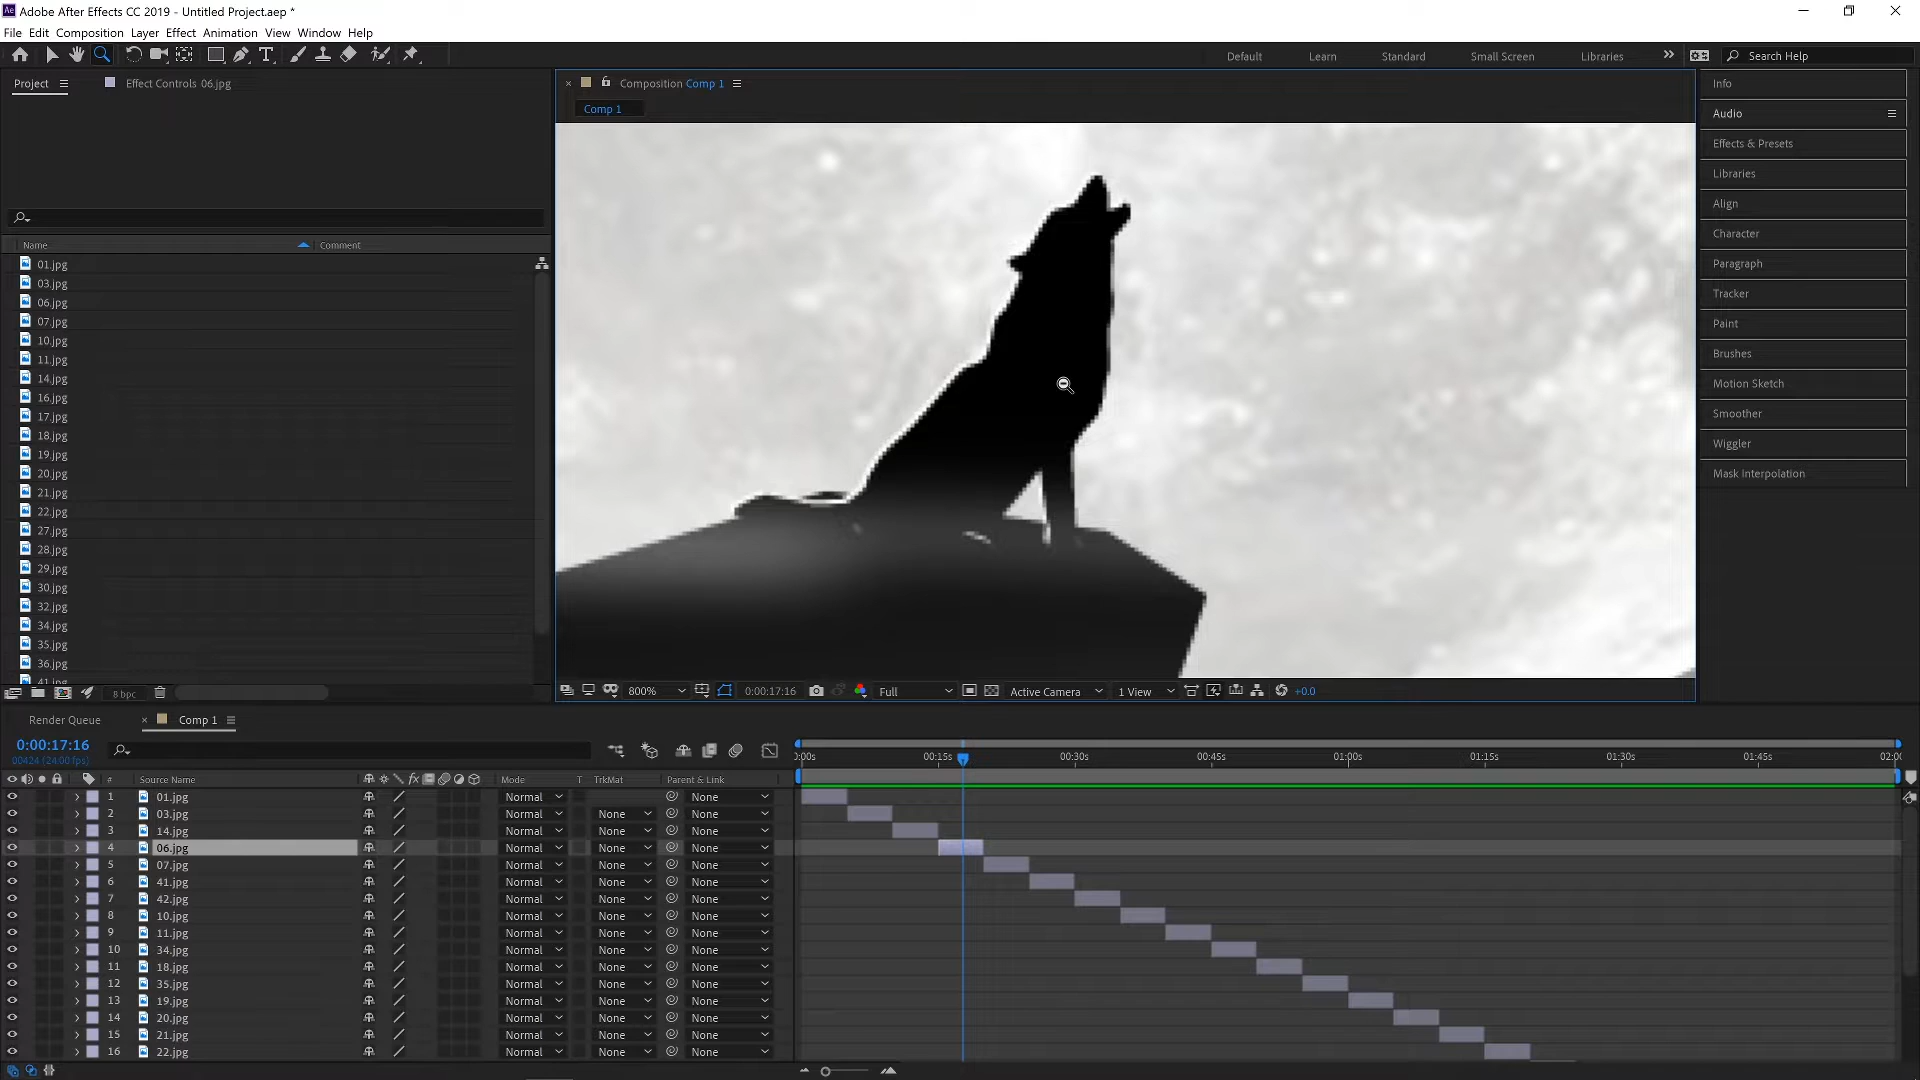 Adobe After Effects CC 2019 - Untitled Project.aep *
File Edit Composition Layer Effect Animation View Window Help
Default Learn Standard Small Screen Libraries Search Help
Project Effect Controls 06.jpg
Composition Comp 1
Comp 1
Name Comment
01.jpg
03.jpg
06.jpg
07.jpg
10.jpg
11.jpg
14.jpg
16.jpg
17.jpg
18.jpg
19.jpg
20.jpg
21.jpg
22.jpg
27.jpg
28.jpg
29.jpg
30.jpg
32.jpg
34.jpg
35.jpg
36.jpg
41.jpg
8 bpc
800% 0:00:17:16 Full Active Camera 1 View +0.0
Info
Audio
Effects & Presets
Libraries
Align
Character
Paragraph
Tracker
Paint
Brushes
Motion Sketch
Smoother
Wiggler
Mask Interpolation
Render Queue Comp 1
0:00:17:16
00424 (24.00 fps)
:00s 00:15s 00:30s 00:45s 01:00s 01:15s 01:30s 01:45s 02:00
# Source Name Mode T TrkMat Parent & Link
1 01.jpg Normal None
2 03.jpg Normal None None
3 14.jpg Normal None None
4 06.jpg Normal None None
5 07.jpg Normal None None
6 41.jpg Normal None None
7 42.jpg Normal None None
8 10.jpg Normal None None
9 11.jpg Normal None None
10 34.jpg Normal None None
11 18.jpg Normal None None
12 35.jpg Normal None None
13 19.jpg Normal None None
14 20.jpg Normal None None
15 21.jpg Normal None None
16 22.jpg Normal None None